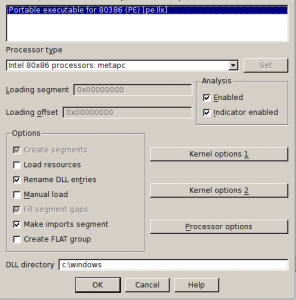 Portable executable for 80386 (PE) [pe.llx]
Processor type
Intel 80x86 processors: metapc
Set
Analysis
Loading segment 0x00000000
Enabled
Loading offset 0x00000000
Indicator enabled
Options
Create segments
Kernel options 1
Load resources
Rename DLL entries
Manual load
Kernel options 2
Fill segment gaps
Make imports segment
Processor options
Create FLAT group
DLL directory c:\windows
OK
Cancel
Help